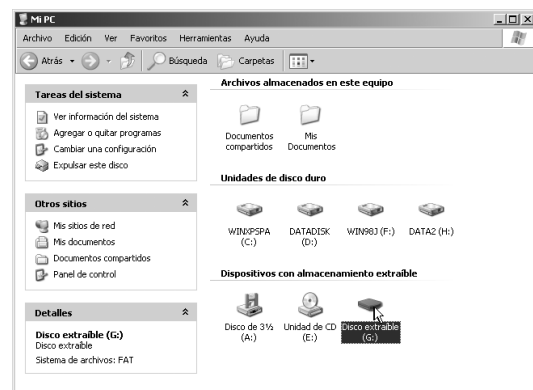 Mi PC
Archivo Edición Ver Favoritos Herramientas Ayuda
Atrás Búsqueda Carpetas
Tareas del sistema
Ver información del sistema
Agregar o quitar programas
Cambiar una configuración
Expulsar este disco
Otros sitios
Mis sitios de red
Mis documentos
Documentos compartidos
Panel de control
Detalles
Disco extraíble (G:)
Disco extraíble
Sistema de archivos: FAT
Archivos almacenados en este equipo
Documentos compartidos
Mis Documentos
Unidades de disco duro
WINXPSPA (C:)
DATADISK (D:)
WIN98J (F:)
DATA2 (H:)
Dispositivos con almacenamiento extraíble
Disco de 3½ (A:)
Unidad de CD (E:)
Disco extraíble (G:)